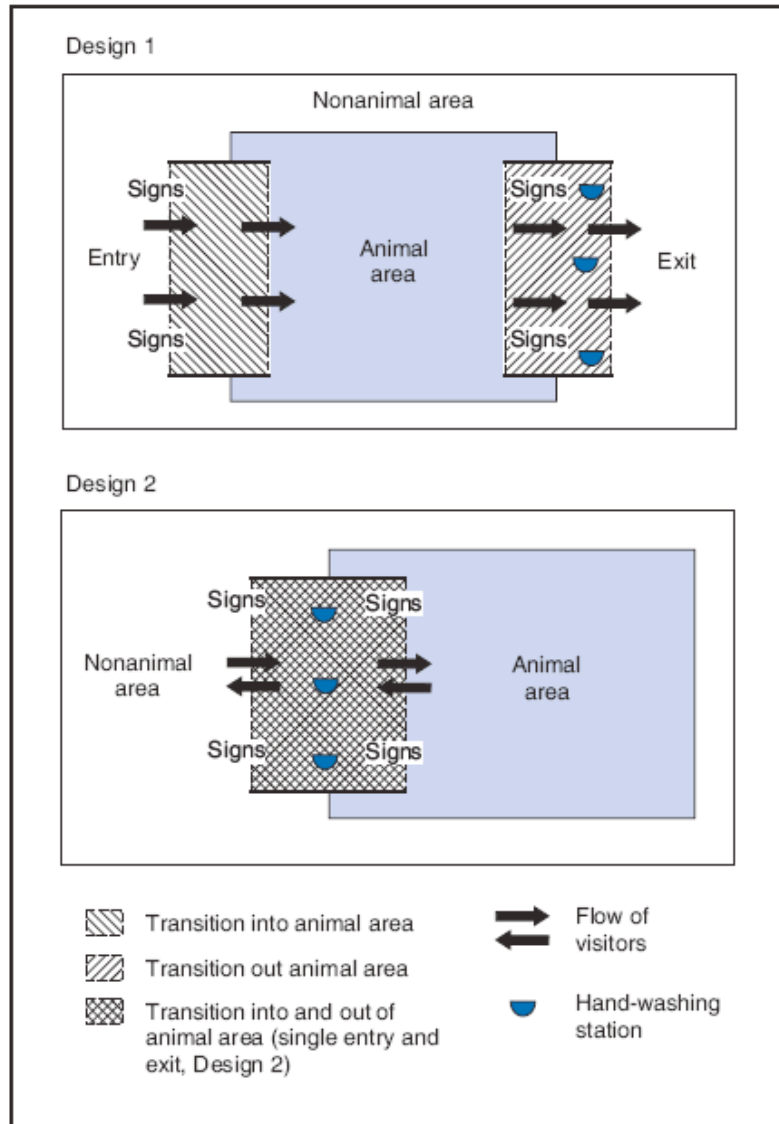 Design 1
Nonanimal area
Signs
Signs
Entry
Animal
area
Exit
Signs
Signs
Design 2
Signs
Signs
Nonanimal
area
Animal
area
Signs
Signs
Transition into animal area
Transition out animal area
Transition into and out of
animal area (single entry and
exit, Design 2)
Flow of
visitors
Hand-washing
station